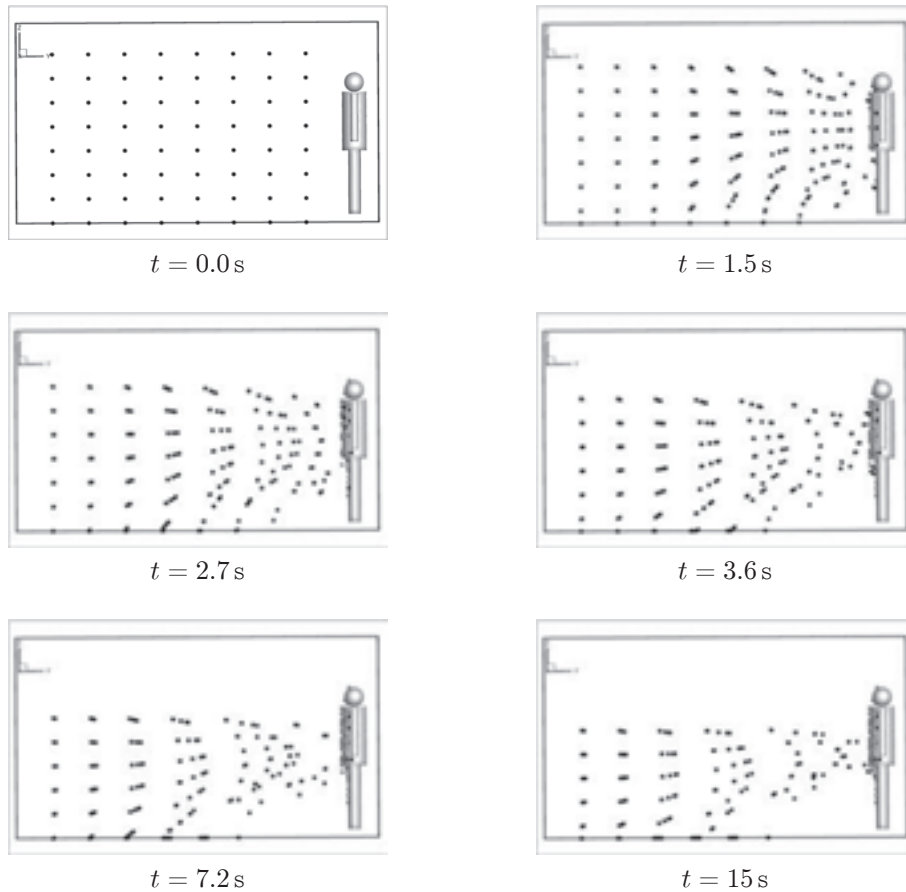 Z
Y
t = 0.0 s
t = 1.5 s
t = 2.7 s
t = 3.6 s
t = 7.2 s
t = 15 s